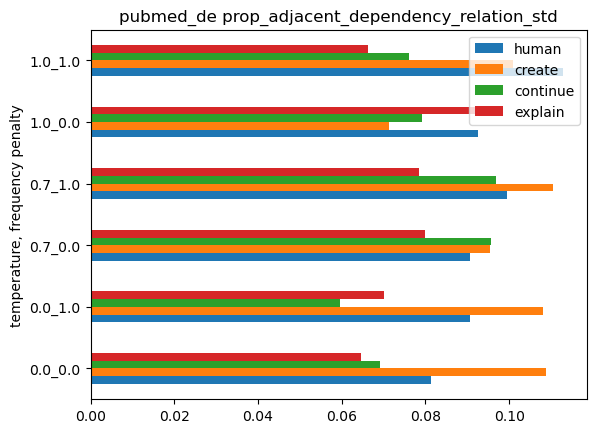 pubmed_de prop_adjacent_dependency_relation_std
human
create
continue
explain
temperature, frequency penalty
1.0_1.0
1.0_0.0
0.7_1.0
0.7_0.0
0.0_1.0
0.0_0.0
0.00 0.02 0.04 0.06 0.08 0.10